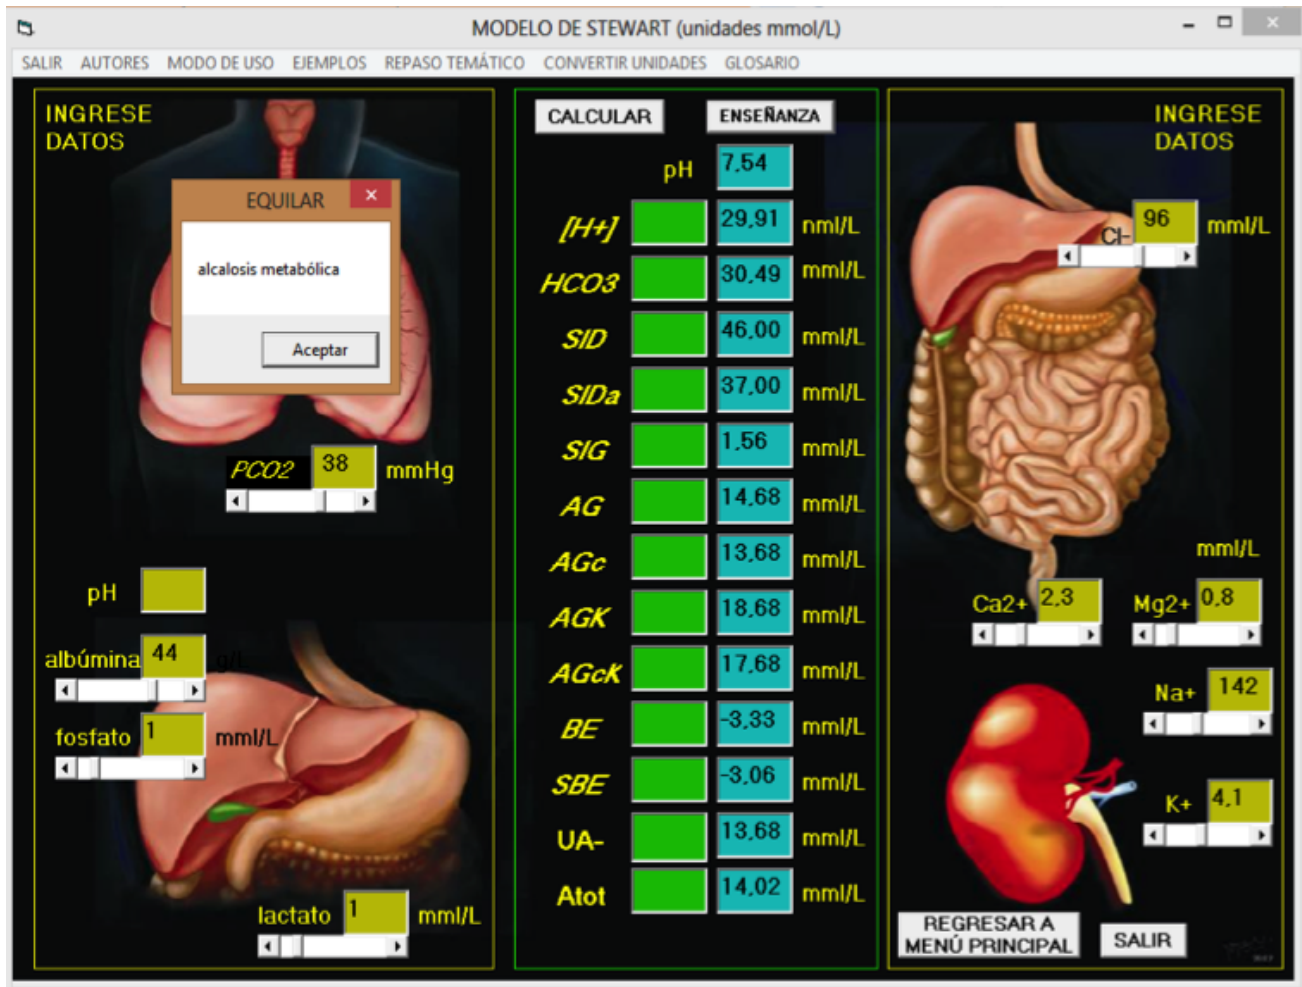 MODELO DE STEWART (unidades mmol/L)
SALIR AUTORES MODO DE USO EJEMPLOS REPASO TEMÁTICO CONVERTIR UNIDADES GLOSARIO
INGRESE
DATOS
EQUILAR
alcalosis metabólica
Aceptar
PCO2 38 mmHg
pH
albúmina 44 g/L
fosfato 1 mml/L
lactato 1 mml/L
CALCULAR ENSEÑANZA
pH 7,54
[H+] 29,91 nml/L
HCO3 30,49 mml/L
SID 46,00 mml/L
SIDa 37,00 mml/L
SIG 1,56 mml/L
AG 14,68 mml/L
AGc 13,68 mml/L
AGK 18,68 mml/L
AGcK 17,68 mml/L
BE -3,33 mml/L
SBE -3,06 mml/L
UA- 13,68 mml/L
Atot 14,02 mml/L
INGRESE
DATOS
Cl- 96 mml/L
mml/L
Ca2+ 2,3 Mg2+ 0,8
Na+ 142
K+ 4,1
REGRESAR A
MENÚ PRINCIPAL
SALIR